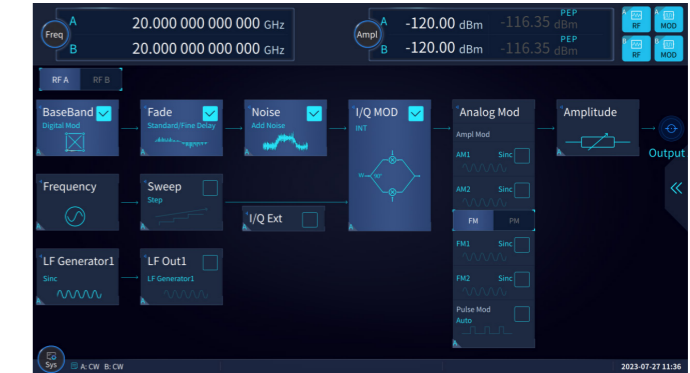 Freq
A 20.000 000 000 000 GHz
B 20.000 000 000 000 GHz
Ampl
A -120.00 dBm -116.35 dBm PEP
B -120.00 dBm -116.35 dBm PEP
A RF
A MOD
B RF
B MOD
RF A RF B
BaseBand
Digital Mod
A
Fade
Standard/Fine Delay
A
Noise
Add Noise
A
I/Q MOD
INT
90°
A
Analog Mod
Ampl Mod
AM1 Sinc
AM2 Sinc
FM PM
FM1 Sinc
FM2 Sinc
Pulse Mod
Auto
A
Amplitude
A
Output
Frequency
A
Sweep
Step
A
I/Q Ext
A
LF Generator1
Sinc
A
LF Out1
LF Generator1
A
Sys
A: CW B: CW
2023-07-27 11:36